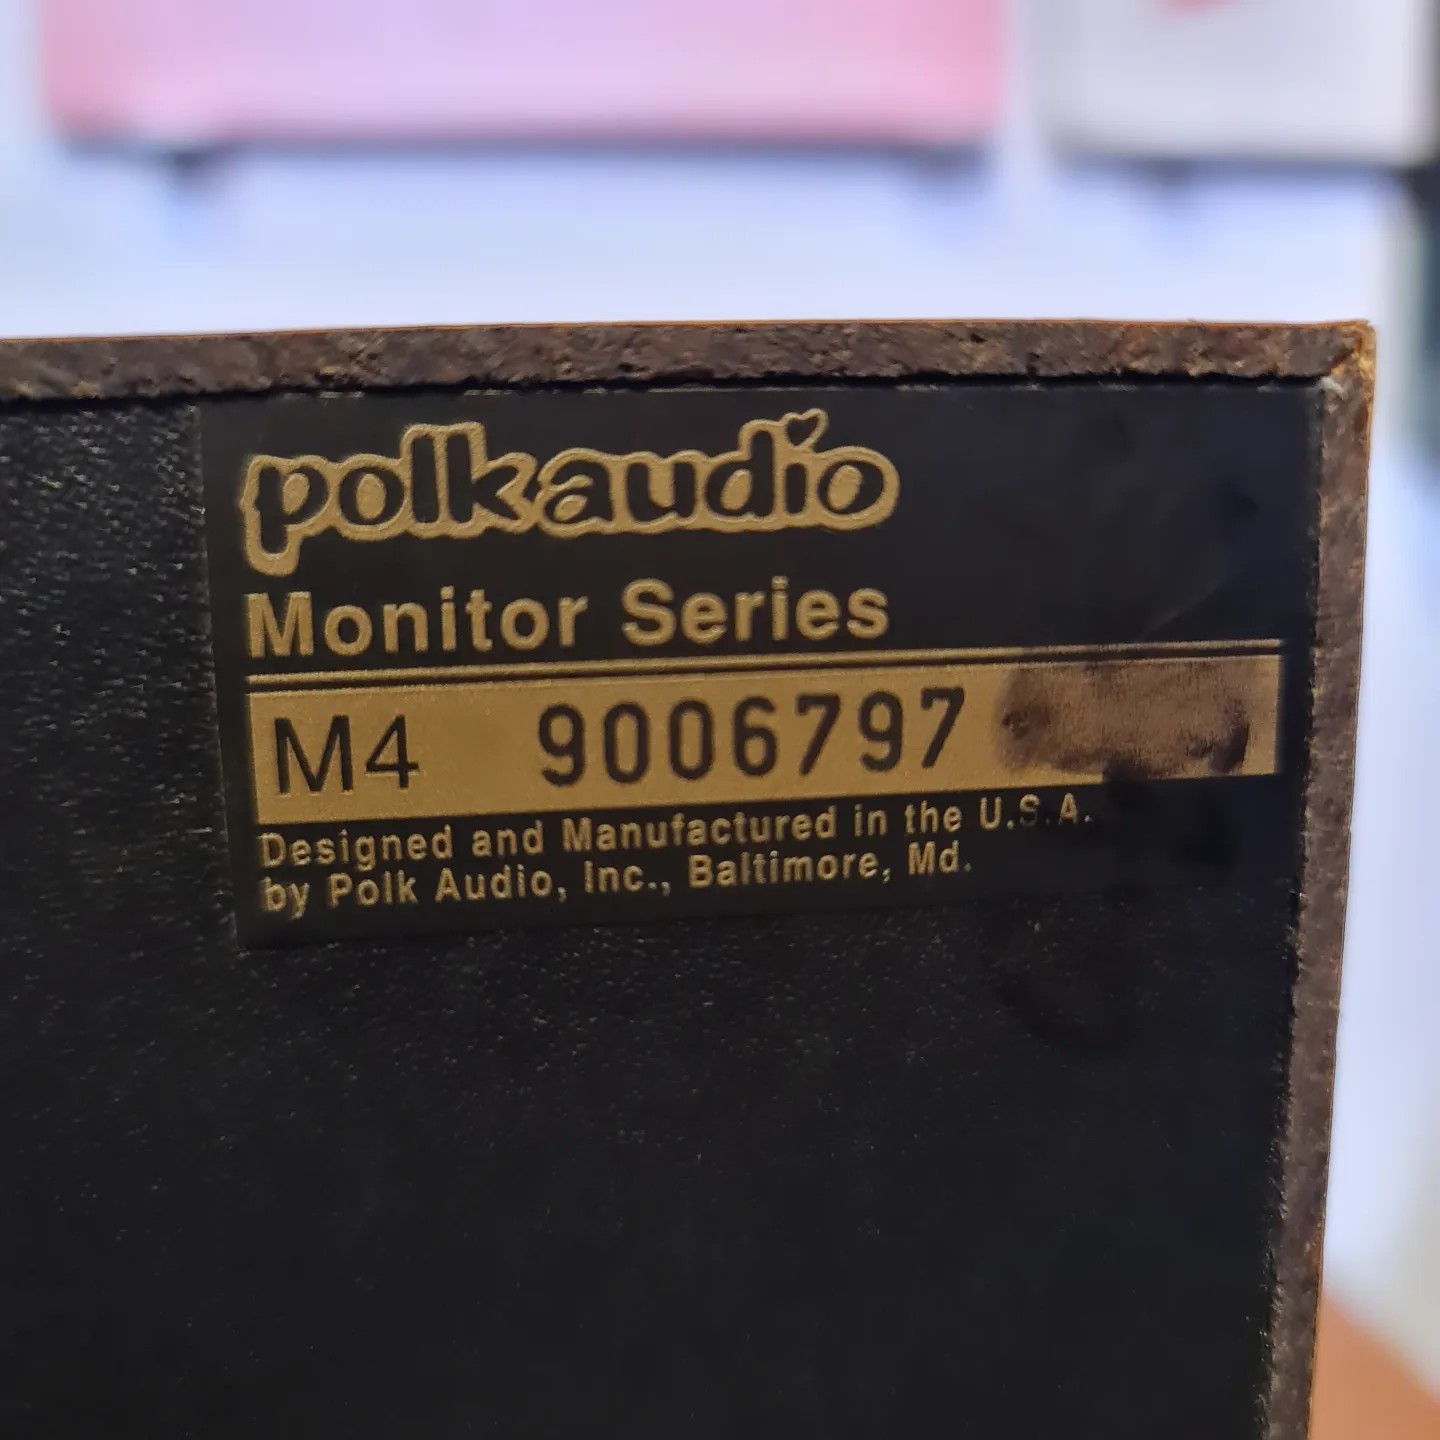 polkaudio
Monitor Series
M4 9006797
Designed and Manufactured in the U.S.A.
by Polk Audio, Inc., Baltimore, Md.